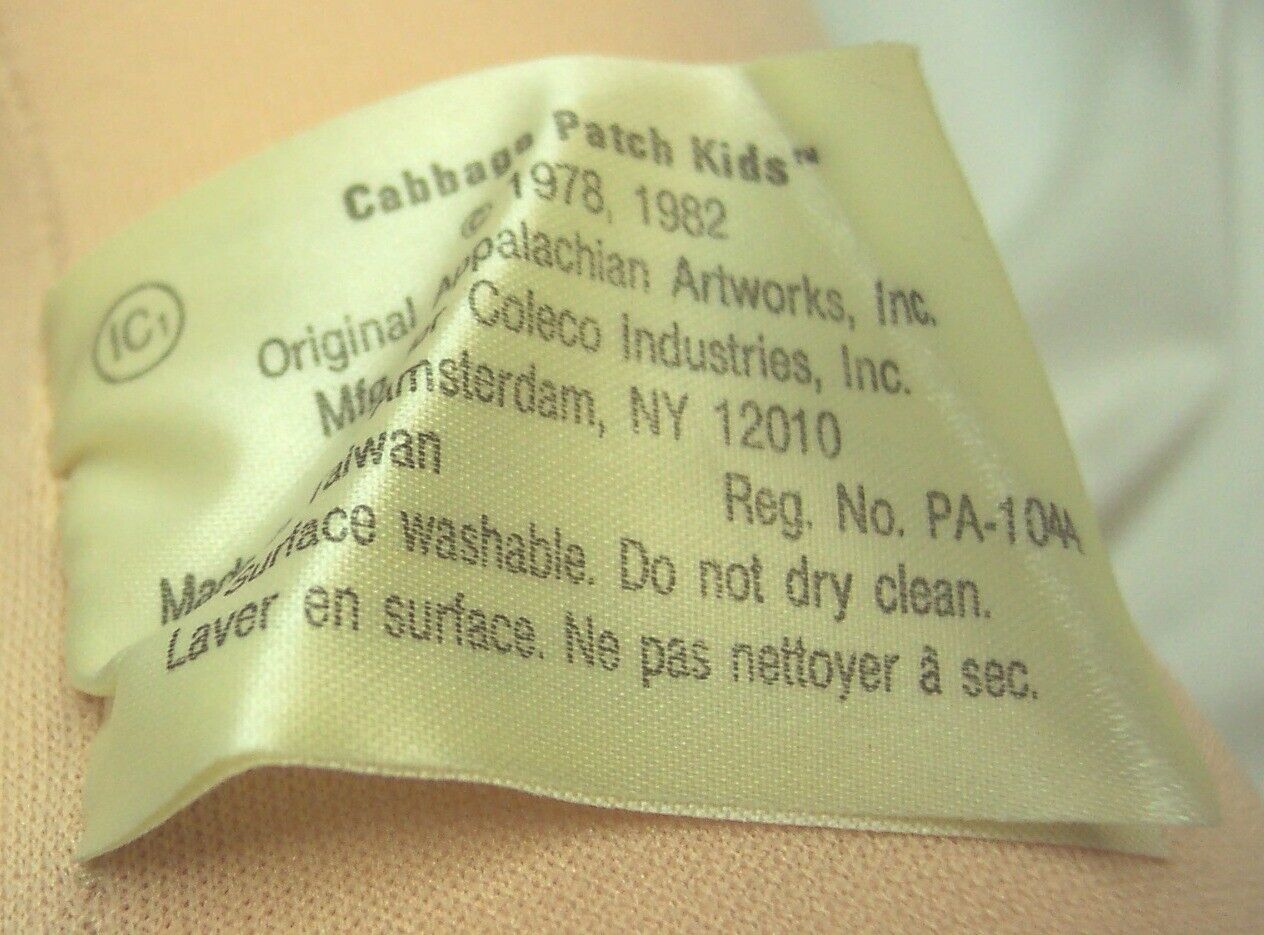 Cabbage Patch Kids™
© 1978, 1982
IC1
Original Appalachian Artworks, Inc.
Coleco Industries, Inc.
Amsterdam, NY 12010
Taiwan
Reg. No. PA-104A
surface washable. Do not dry clean.
Laver en surface. Ne pas nettoyer à sec.